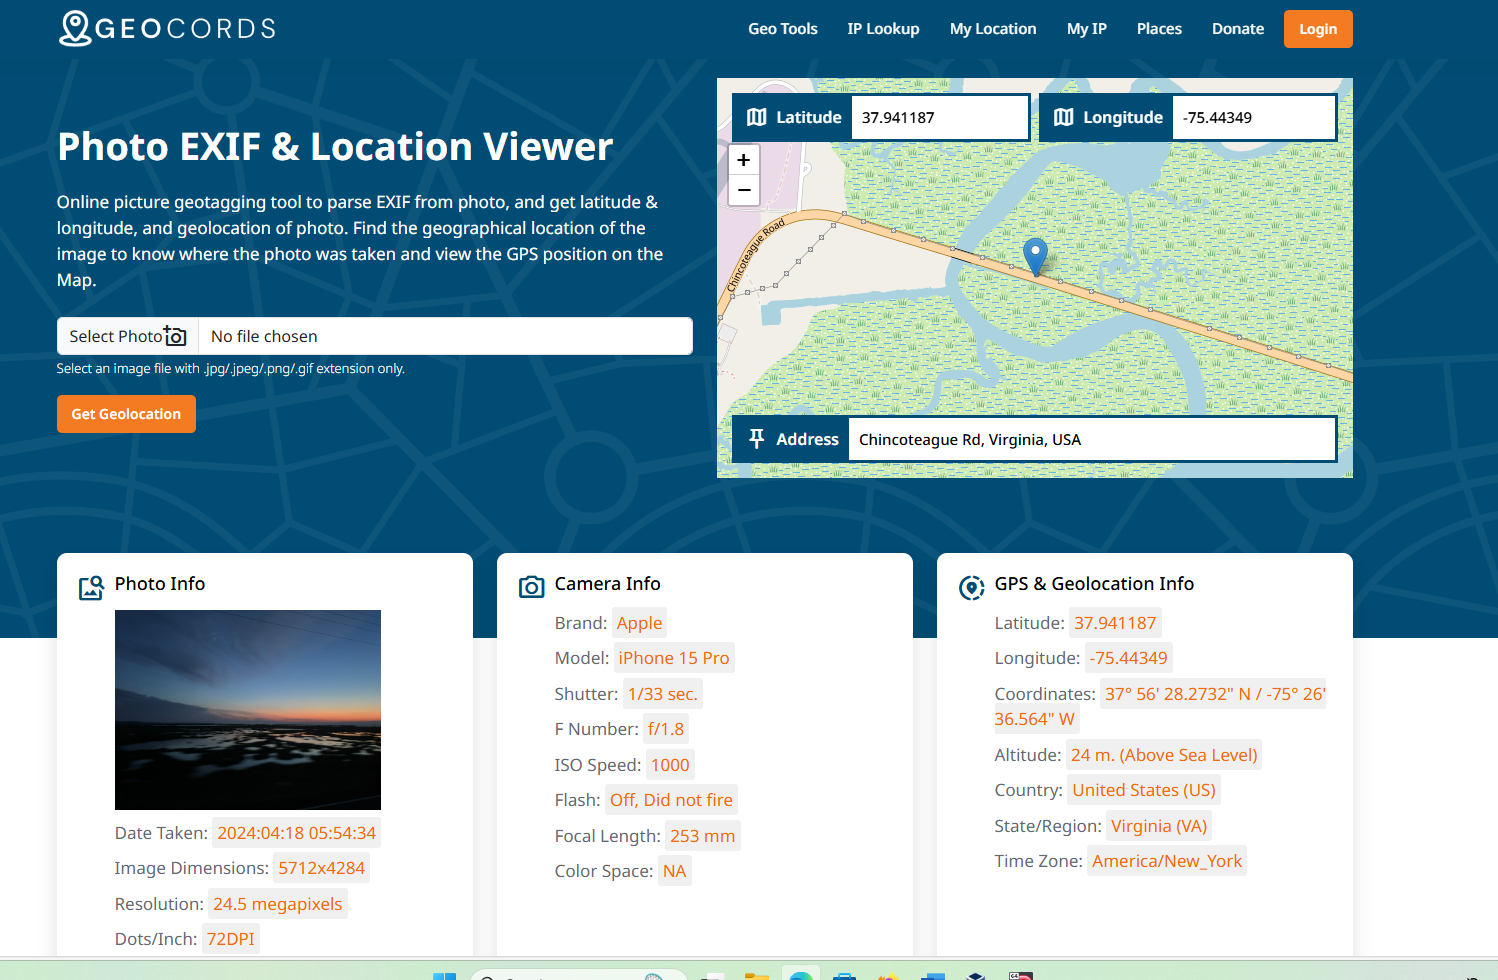 GEOCORDS
Geo Tools IP Lookup My Location My IP Places Donate Login
Photo EXIF & Location Viewer
Online picture geotagging tool to parse EXIF from photo, and get latitude &
longitude, and geolocation of photo. Find the geographical location of the
image to know where the photo was taken and view the GPS position on the
Map.
Select Photo No file chosen
Select an image file with .jpg/.jpeg/.png/.gif extension only.
Get Geolocation
Latitude 37.941187 Longitude -75.44349
+
−
Chincoteague Road
Address Chincoteague Rd, Virginia, USA
Photo Info
Date Taken: 2024:04:18 05:54:34
Image Dimensions: 5712x4284
Resolution: 24.5 megapixels
Dots/Inch: 72DPI
Camera Info
Brand: Apple
Model: iPhone 15 Pro
Shutter: 1/33 sec.
F Number: f/1.8
ISO Speed: 1000
Flash: Off, Did not fire
Focal Length: 253 mm
Color Space: NA
GPS & Geolocation Info
Latitude: 37.941187
Longitude: -75.44349
Coordinates: 37° 56' 28.2732" N / -75° 26'
36.564" W
Altitude: 24 m. (Above Sea Level)
Country: United States (US)
State/Region: Virginia (VA)
Time Zone: America/New_York